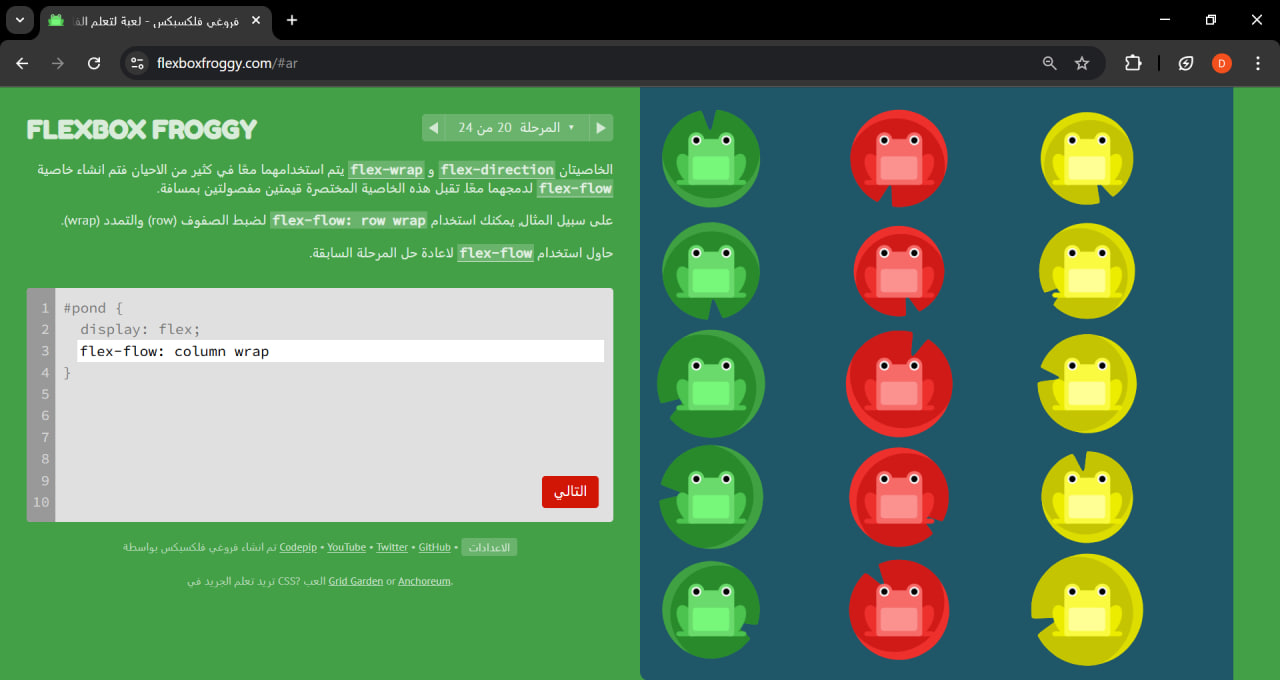 فروغي فلكسبكس - لعبة لتعلم
flexboxfroggy.com/#ar
D
FLEXBOX FROGGY
المرحلة 20 من 24
الخاصيتان flex-direction و flex-wrap يتم استخدامهما معًا في كثير من الاحيان فتم انشاء خاصية
flex-flow لدمجهما معًا. تقبل هذه الخاصية المختصرة قيمتين مفصولتين بمسافة.
على سبيل المثال, يمكنك استخدام flex-flow: row wrap لضبط الصفوف (row) والتمدد (wrap).
حاول استخدام flex-flow لاعادة حل المرحلة السابقة.
1 #pond {
2 display: flex;
3 flex-flow: column wrap
4 }
5
6
7
8
9
10
التالي
تم انشاء فروغي فلكسبكس بواسطة Codepip • YouTube • Twitter • GitHub • الاعدادات
تريد تعلم الجريد في CSS? العب Grid Garden or Anchoreum.